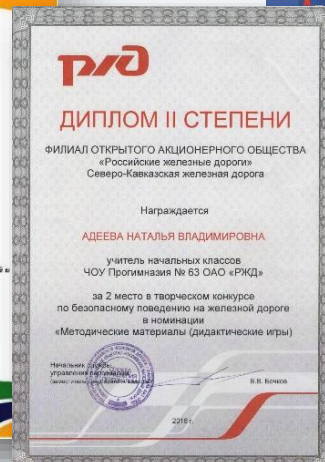 ржд
ДИПЛОМ II СТЕПЕНИ
ФИЛИАЛ ОТКРЫТОГО АКЦИОНЕРНОГО ОБЩЕСТВА
«Российские железные дороги»
Северо-Кавказская железная дорога
Награждается
АДЕЕВА НАТАЛЬЯ ВЛАДИМИРОВНА
учитель начальных классов
ЧОУ Прогимназия № 63 ОАО «РЖД»
за 2 место в творческом конкурсе
по безопасному поведению на железной дороге
в номинации
«Методические материалы (дидактические игры)
Начальник службы
управления персоналом
В.В. Бочков
2016 г.